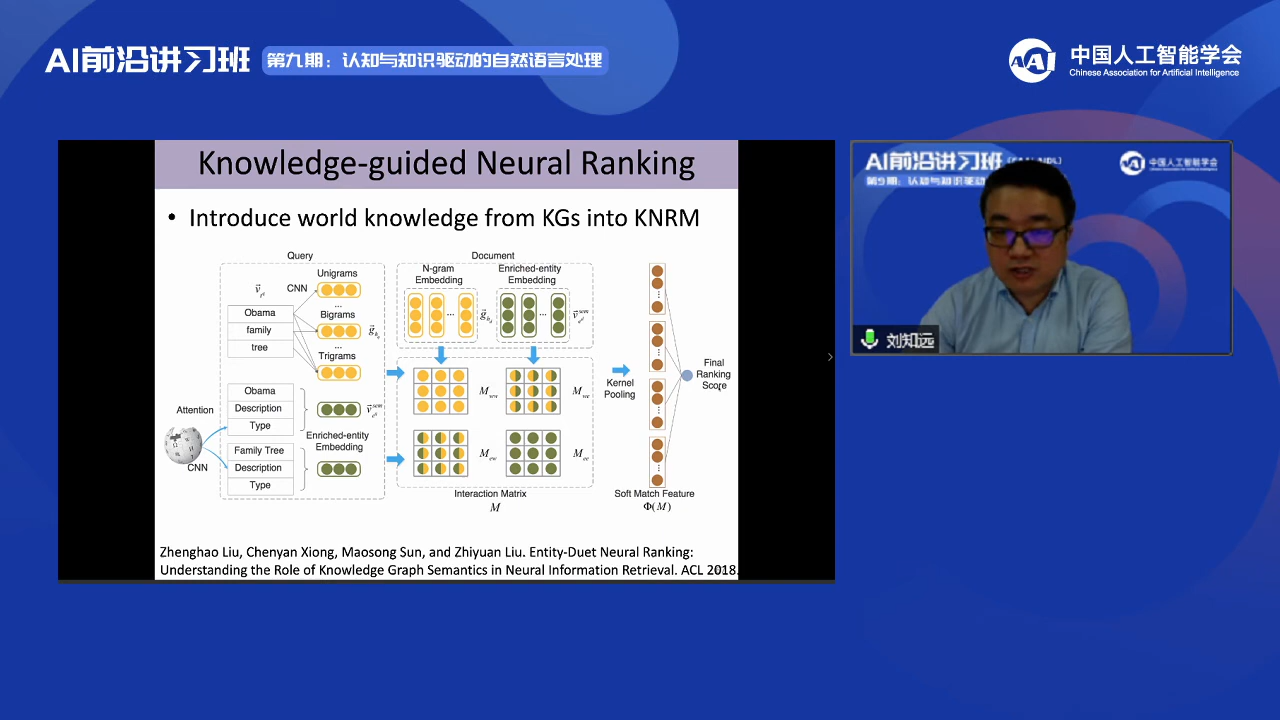 AI前沿讲习班
第九期：认知与知识驱动的自然语言处理
中国人工智能学会
Chinese Association for Artificial Intelligence
Knowledge-guided Neural Ranking
• Introduce world knowledge from KGs into KNRM
Query
Document
Unigrams
CNN
N-gram
Embedding
Enriched-entity
Embedding
...
Obama
family
tree
Bigrams
...
Trigrams
Attention
CNN
Obama
Description
Type
Enriched-entity
Embedding
Family Tree
Description
Type
Interaction Matrix
M
Kernel
Pooling
Soft Match Feature
Φ(M)
Final
Ranking
Score
Zhenghao Liu, Chenyan Xiong, Maosong Sun, and Zhiyuan Liu. Entity-Duet Neural Ranking:
Understanding the Role of Knowledge Graph Semantics in Neural Information Retrieval. ACL 2018.
AI前沿讲习班
中国人工智能学会
刘知远